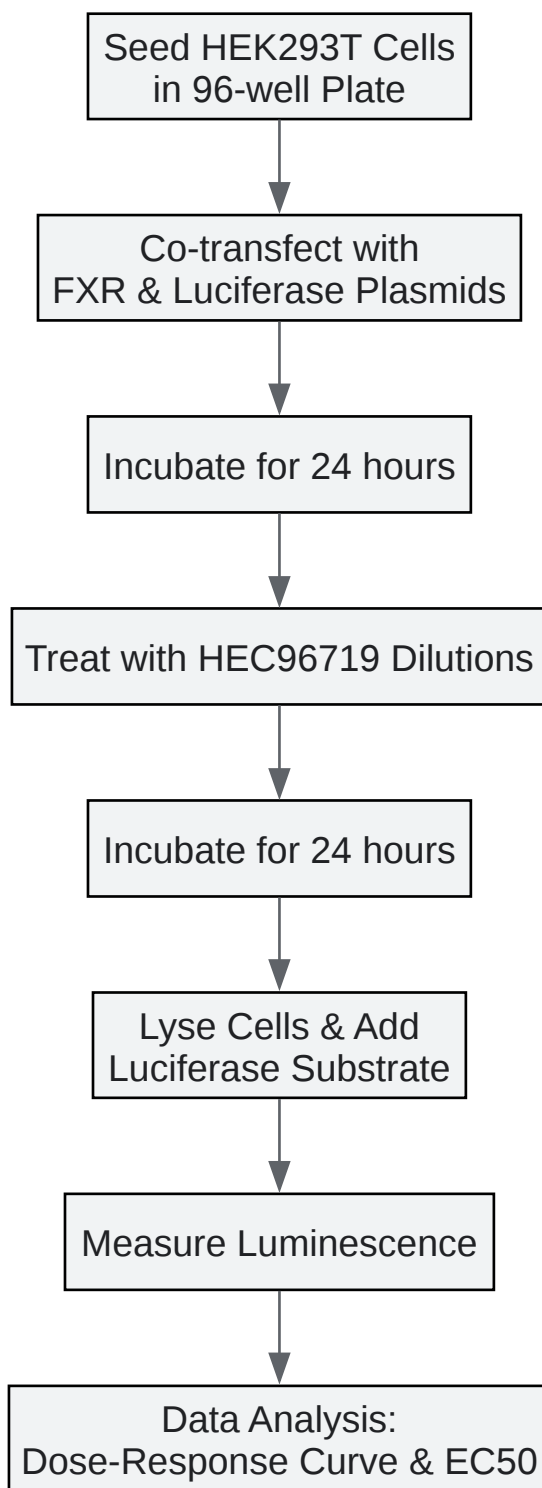 Seed HEK293T Cells
in 96-well Plate
Co-transfect with
FXR & Luciferase Plasmids
Incubate for 24 hours
Treat with HEC96719 Dilutions
Incubate for 24 hours
Lyse Cells & Add
Luciferase Substrate
Measure Luminescence
Data Analysis:
Dose-Response Curve & EC50